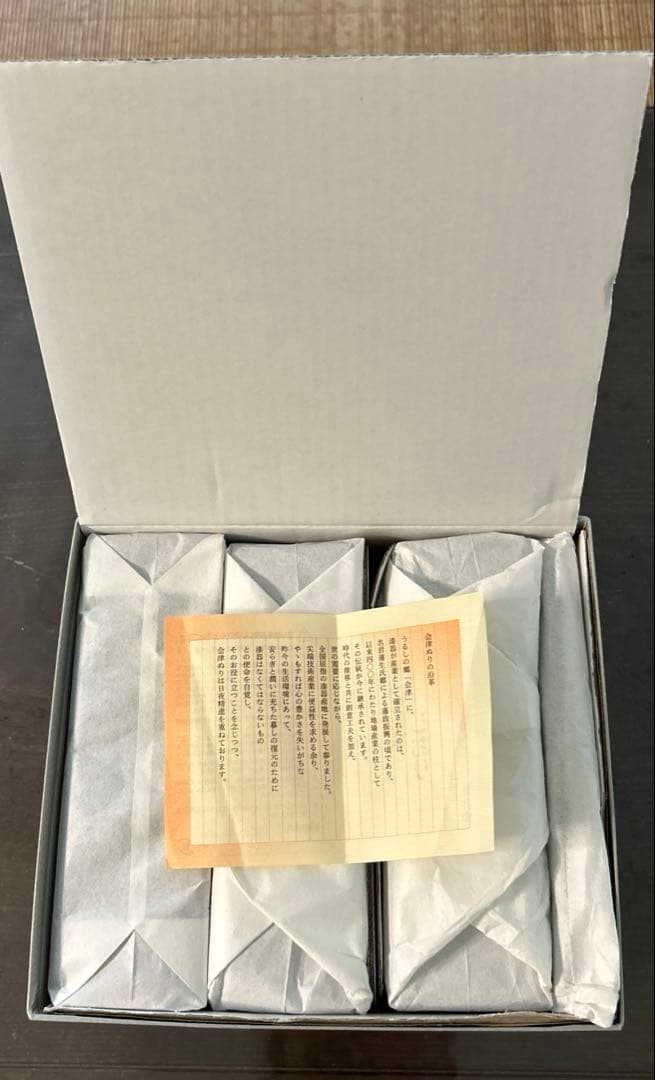 会津ぬりの沿革
うるしの郷「会津」に、
漆器が産業として確立されたのは、
名君蒲生氏郷による藩政振興の頃であり、
以来四〇〇年にわたり地場産業の柱として
その伝統が今に継承されています。
時代の推移と共に創意工夫を加え、
世の需要に応じながら、
全国屈指の漆器産地に発展して参りました。
尖端技術産業に便益性を求める余り、
やゝもすれば心の豊かさを失いがちな
昨今の生活環境にあって、
安らぎと潤いに充ちた暮しの復元のために
漆器はなくてはならないもの
との使命を自覚し、
そのお役に立つことを念じつつ、
会津ぬりは日夜精進を重ねております。